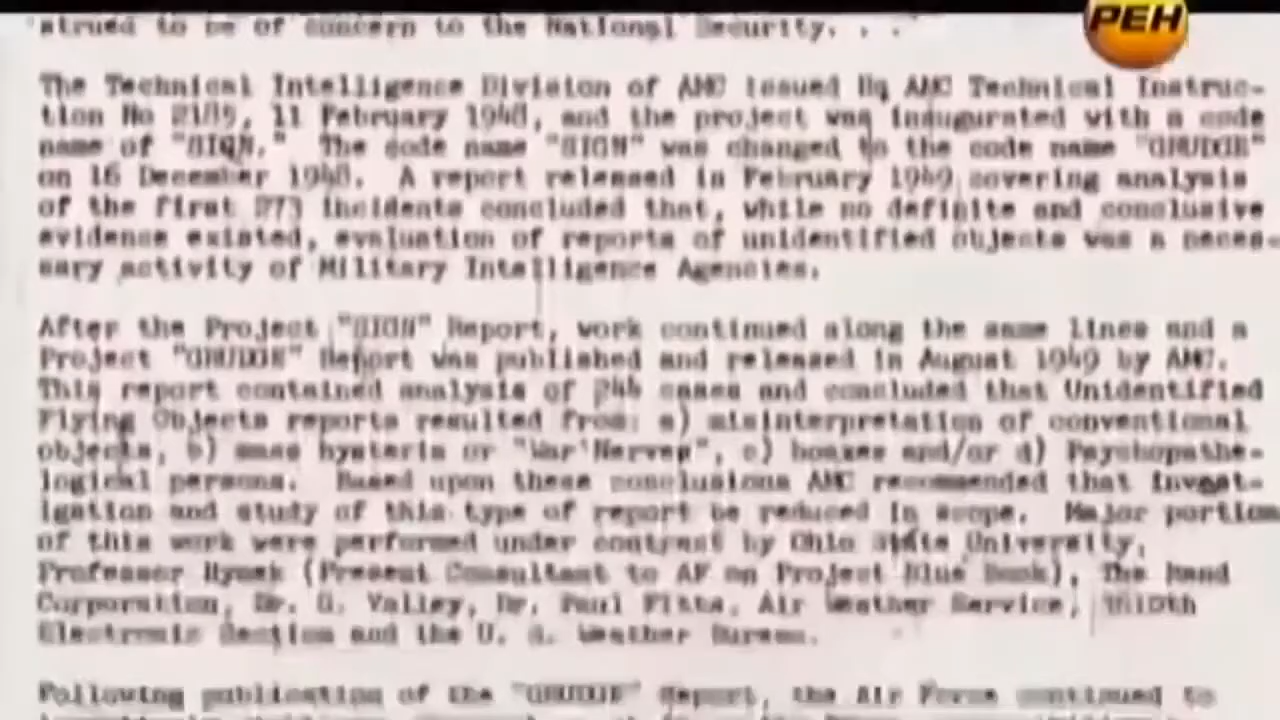 strued to be of concern to the National Security. . ."
РЕН
The Technical Intelligence Division of AMC issued Hq AMC Technical Instruc-
tion No 2185, 11 February 1948, and the project was inaugurated with a code
name of "SIGN." The code name "SIGN" was changed to the code name "GRUDGE"
on 16 December 1948. A report released in February 1949 covering analysis
of the first 273 incidents concluded that, while no definite and conclusive
evidence existed, evaluation of reports of unidentified objects was a neces-
sary activity of Military Intelligence Agencies.
After the Project "SIGN" Report, work continued along the same lines and a
Project "GRUDGE" Report was published and released in August 1949 by AMC.
This report contained analysis of 244 cases and concluded that Unidentified
Flying Objects reports resulted from: a) misinterpretation of conventional
objects, b) mass hysteria or "War Nerves", c) hoaxes and/or d) Psychopatho-
logical persons. Based upon these conclusions AMC recommended that invest-
igation and study of this type of report be reduced in scope. Major portions
of this work were performed under contract by Ohio State University,
Professor Hynek (Present Consultant to AF on Project Blue Book), The Rand
Corporation, Dr. G. Valley, Dr. Paul Fitts, Air Weather Service,
Electronic Section and the U. S. Weather Bureau.
Following publication of the "GRUDGE" Report, the Air Force continued to